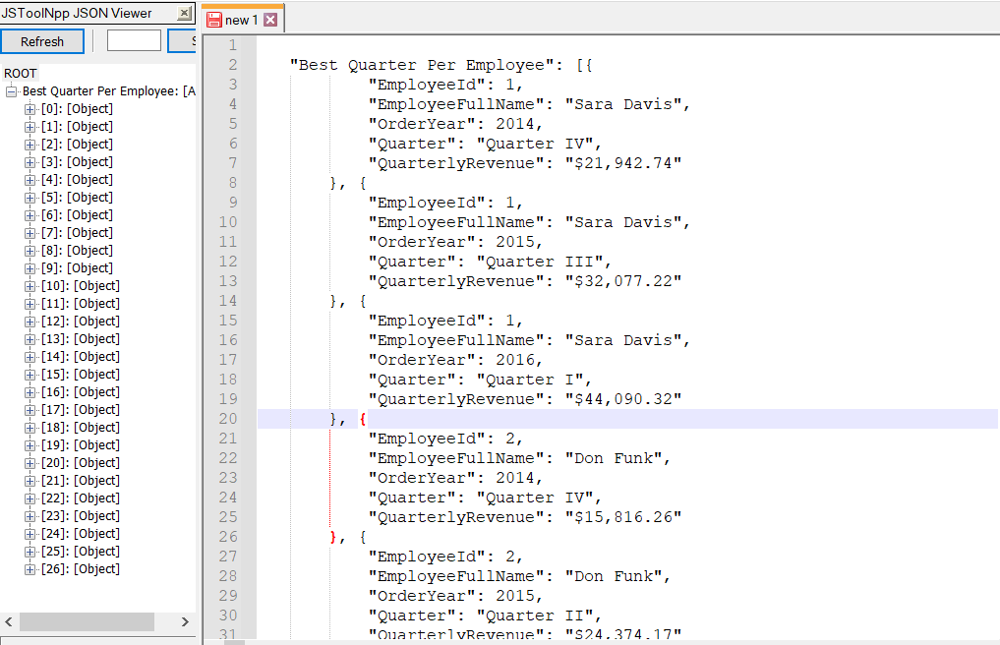 JSToolNpp JSON Viewer
Refresh
ROOT
Best Quarter Per Employee: [A
[0]: [Object]
[1]: [Object]
[2]: [Object]
[3]: [Object]
[4]: [Object]
[5]: [Object]
[6]: [Object]
[7]: [Object]
[8]: [Object]
[9]: [Object]
[10]: [Object]
[11]: [Object]
[12]: [Object]
[13]: [Object]
[14]: [Object]
[15]: [Object]
[16]: [Object]
[17]: [Object]
[18]: [Object]
[19]: [Object]
[20]: [Object]
[21]: [Object]
[22]: [Object]
[23]: [Object]
[24]: [Object]
[25]: [Object]
[26]: [Object]
new 1
1
2 "Best Quarter Per Employee": [{
3 "EmployeeId": 1,
4 "EmployeeFullName": "Sara Davis",
5 "OrderYear": 2014,
6 "Quarter": "Quarter IV",
7 "QuarterlyRevenue": "$21,942.74"
8 }, {
9 "EmployeeId": 1,
10 "EmployeeFullName": "Sara Davis",
11 "OrderYear": 2015,
12 "Quarter": "Quarter III",
13 "QuarterlyRevenue": "$32,077.22"
14 }, {
15 "EmployeeId": 1,
16 "EmployeeFullName": "Sara Davis",
17 "OrderYear": 2016,
18 "Quarter": "Quarter I",
19 "QuarterlyRevenue": "$44,090.32"
20 }, {
21 "EmployeeId": 2,
22 "EmployeeFullName": "Don Funk",
23 "OrderYear": 2014,
24 "Quarter": "Quarter IV",
25 "QuarterlyRevenue": "$15,816.26"
26 }, {
27 "EmployeeId": 2,
28 "EmployeeFullName": "Don Funk",
29 "OrderYear": 2015,
30 "Quarter": "Quarter II",
31 "QuarterlyRevenue": "$24,374.17"